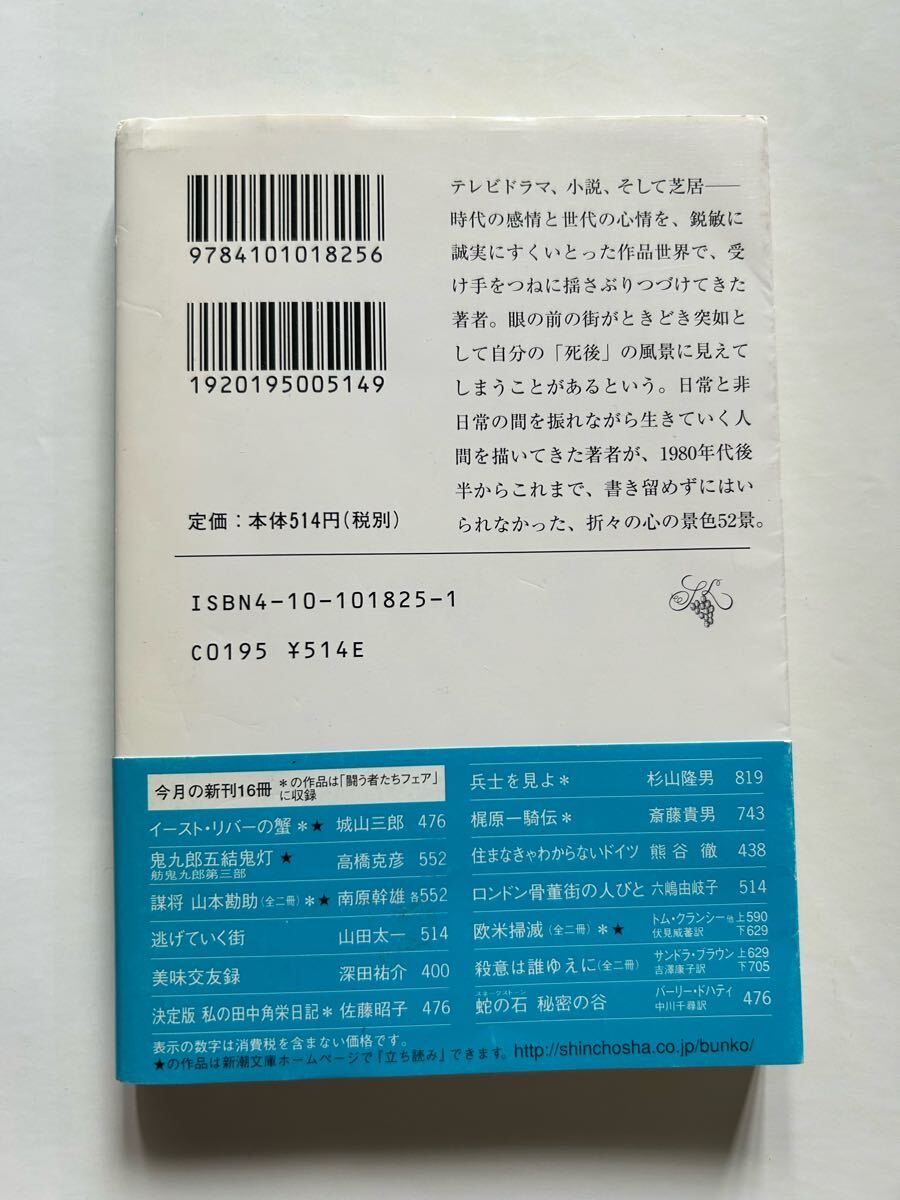 9784101018256
1920195005149
定価：本体514円（税別）
テレビドラマ、小説、そして芝居――
時代の感情と世代の心情を、鋭敏に
誠実にすくいとった作品世界で、受
け手をつねに揺さぶりつづけてきた
著者。眼の前の街がときどき突如と
して自分の「死後」の風景に見えて
しまうことがあるという。日常と非
日常の間を振れながら生きていく人
間を描いてきた著者が、1980年代後
半からこれまで、書き留めずにはい
られなかった、折々の心の景色52景。
ISBN4-10-101825-1
C0195 ¥514E
今月の新刊16冊 ＊の作品は「闘う者たちフェア」
に収録
イースト・リバーの蟹＊★ 城山三郎 476
鬼九郎五結鬼灯★ 高橋克彦 552
舫鬼九郎第三部
謀将 山本勘助（全二冊）＊★ 南原幹雄 各552
逃げていく街 山田太一 514
美味交友録 深田祐介 400
決定版 私の田中角栄日記＊ 佐藤昭子 476
兵士を見よ＊ 杉山隆男 819
梶原一騎伝＊ 斎藤貴男 743
住まなきゃわからないドイツ 熊谷 徹 438
ロンドン骨董街の人びと 六嶋由岐子 514
欧米掃滅（全二冊）＊★ トム・クランシー他著 伏見威蕃訳 上590 下629
殺意は誰ゆえに（全二冊） サンドラ・ブラウン 吉澤康子訳 上629 下705
スネークストーン
蛇の石 秘密の谷 バーリー・ドハティ 中川千尋訳 476
表示の数字は消費税を含まない価格です。
★の作品は新潮文庫ホームページで『立ち読み』できます。 http://shinchosha.co.jp/bunko/